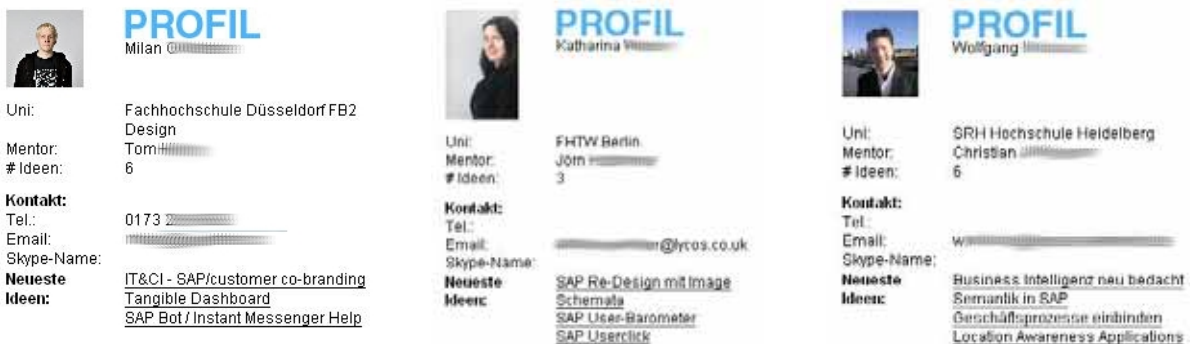 PROFIL
Milan
Uni: Fachhochschule Düsseldorf FB2
Design
Mentor: Tom
# Ideen: 6
Kontakt:
Tel.: 0173
Email:
Skype-Name:
Neueste IT&CI - SAP/customer co-branding
Ideen: Tangible Dashboard
SAP Bot / Instant Messenger Help
PROFIL
Katharina
Uni: FHTW Berlin
Mentor: Jörn
# Ideen: 3
Kontakt:
Tel.:
Email: @lycos.co.uk
Skype-Name:
Neueste SAP Re-Design mit Image
Ideen: Schemata
SAP User-Barometer
SAP Userclick
PROFIL
Wolfgang
Uni: SRH Hochschule Heidelberg
Mentor: Christian
# Ideen: 6
Kontakt:
Tel.:
Email:
Skype-Name:
Neueste Business Intelligenz neu bedacht
Ideen: Semantik in SAP
Geschäftsprozesse einbinden
Location Awareness Applications